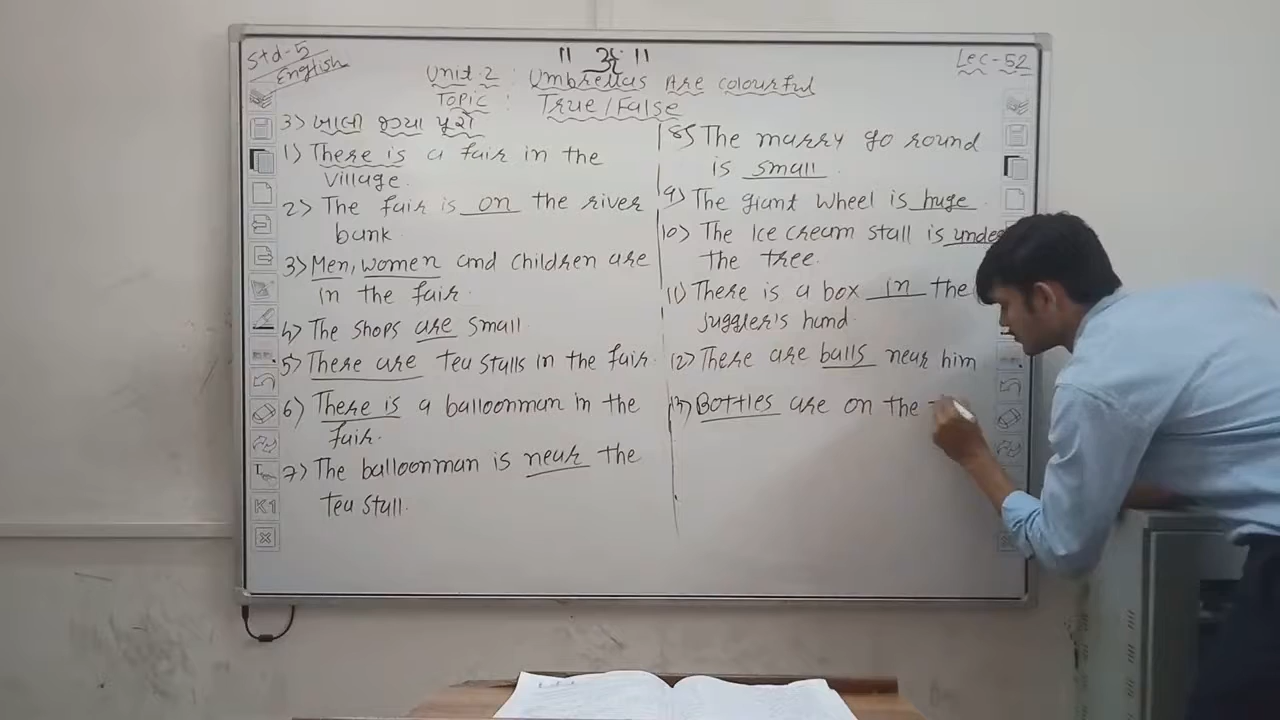 Std-5
English
" ૐ "
Lec-52
Unit-2 : Umbrellas Are colourful
Topic : True/False
3> ખાલી જગ્યા પૂરો
1) There is a fair in the
village.
2> The fair is on the river
bank.
3> Men, women and children are
in the fair.
4> The shops are small.
5> There are tea stalls in the fair.
6> There is a balloonman in the
fair.
7> The balloonman is near the
tea stall.
8> The marry go round
is small.
9> The giant wheel is huge.
10> The Ice cream stall is under
the tree.
11) There is a box in the
juggler's hand.
12> There are balls near him
13> Bottles are on the
K1